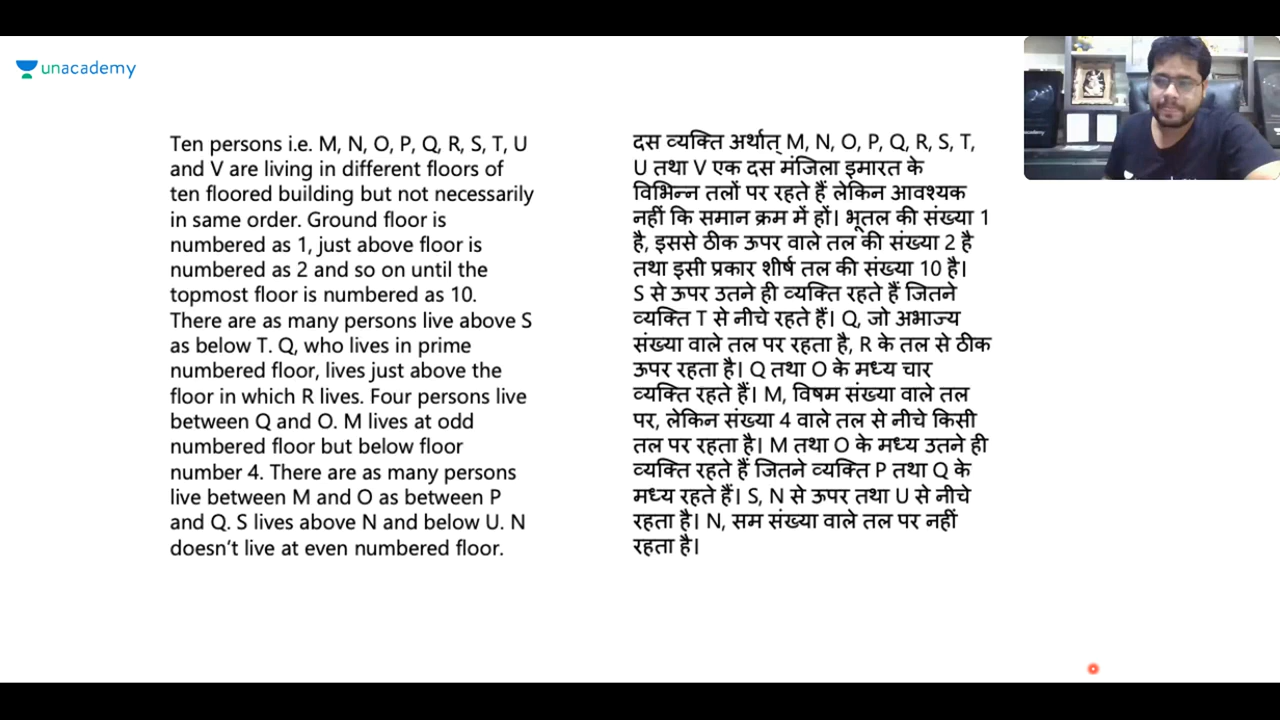 unacademy
Ten persons i.e. M, N, O, P, Q, R, S, T, U
and V are living in different floors of
ten floored building but not necessarily
in same order. Ground floor is
numbered as 1, just above floor is
numbered as 2 and so on until the
topmost floor is numbered as 10.
There are as many persons live above S
as below T. Q, who lives in prime
numbered floor, lives just above the
floor in which R lives. Four persons live
between Q and O. M lives at odd
numbered floor but below floor
number 4. There are as many persons
live between M and O as between P
and Q. S lives above N and below U. N
doesn’t live at even numbered floor.
दस व्यक्ति अर्थात् M, N, O, P, Q, R, S, T,
U तथा V एक दस मंजिला इमारत के
विभिन्न तलों पर रहते हैं लेकिन आवश्यक
नहीं कि समान क्रम में हों। भूतल की संख्या 1
है, इससे ठीक ऊपर वाले तल की संख्या 2 है
तथा इसी प्रकार शीर्ष तल की संख्या 10 है।
S से ऊपर उतने ही व्यक्ति रहते हैं जितने
व्यक्ति T से नीचे रहते हैं। Q, जो अभाज्य
संख्या वाले तल पर रहता है, R के तल से ठीक
ऊपर रहता है। Q तथा O के मध्य चार
व्यक्ति रहते हैं। M, विषम संख्या वाले तल
पर, लेकिन संख्या 4 वाले तल से नीचे किसी
तल पर रहता है। M तथा O के मध्य उतने ही
व्यक्ति रहते हैं जितने व्यक्ति P तथा Q के
मध्य रहते हैं। S, N से ऊपर तथा U से नीचे
रहता है। N, सम संख्या वाले तल पर नहीं
रहता है।